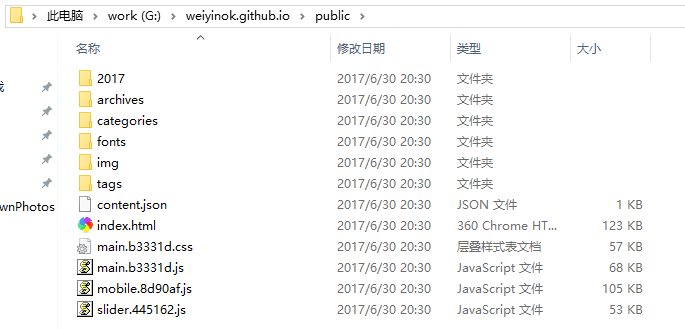 此电脑 > work (G:) > weiyinok.github.io > public >
名称 修改日期 类型 大小
2017 2017/6/30 20:30 文件夹
archives 2017/6/30 20:30 文件夹
categories 2017/6/30 20:30 文件夹
fonts 2017/6/30 20:30 文件夹
img 2017/6/30 20:30 文件夹
tags 2017/6/30 20:30 文件夹
wnPhotos
content.json 2017/6/30 20:30 JSON 文件 1 KB
index.html 2017/6/30 20:30 360 Chrome HT... 123 KB
main.b3331d.css 2017/6/30 20:30 层叠样式表文档 57 KB
main.b3331d.js 2017/6/30 20:30 JavaScript 文件 68 KB
mobile.8d90af.js 2017/6/30 20:30 JavaScript 文件 105 KB
slider.445162.js 2017/6/30 20:30 JavaScript 文件 53 KB